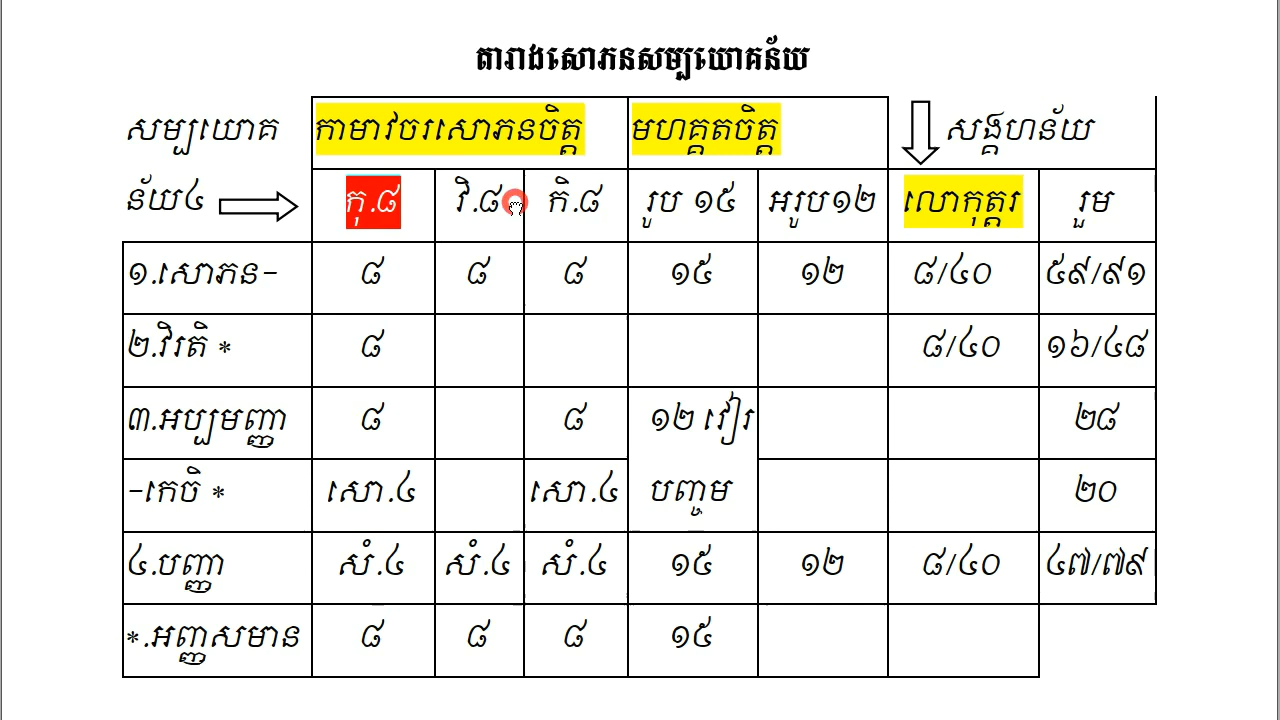 តារាងសោភនសម្បយោគន័យ
សម្បយោគ កាមាវចរសោភនចិត្ត មហគ្គតចិត្ត សង្គហន័យ
ន័យ៤ កុ.៨ វិ.៨ កិ.៨ រូប ១៥ អរូប១២ លោកុត្តរ រួម
១.សោភន- ៨ ៨ ៨ ១៥ ១២ ៨/៤០ ៥៩/៩១
២.វិរតិ * ៨ ៨/៤០ ១៦/៤៨
៣.អប្បមញ្ញា ៨ ៨ ១២ វៀរ ២៨
-កេចិ * សោ.៤ សោ.៤ បញ្ចម ២០
៤.បញ្ញា សំ.៤ សំ.៤ សំ.៤ ១៥ ១២ ៨/៤០ ៤៧/៧៩
*.អញ្ញសមាន ៨ ៨ ៨ ១៥